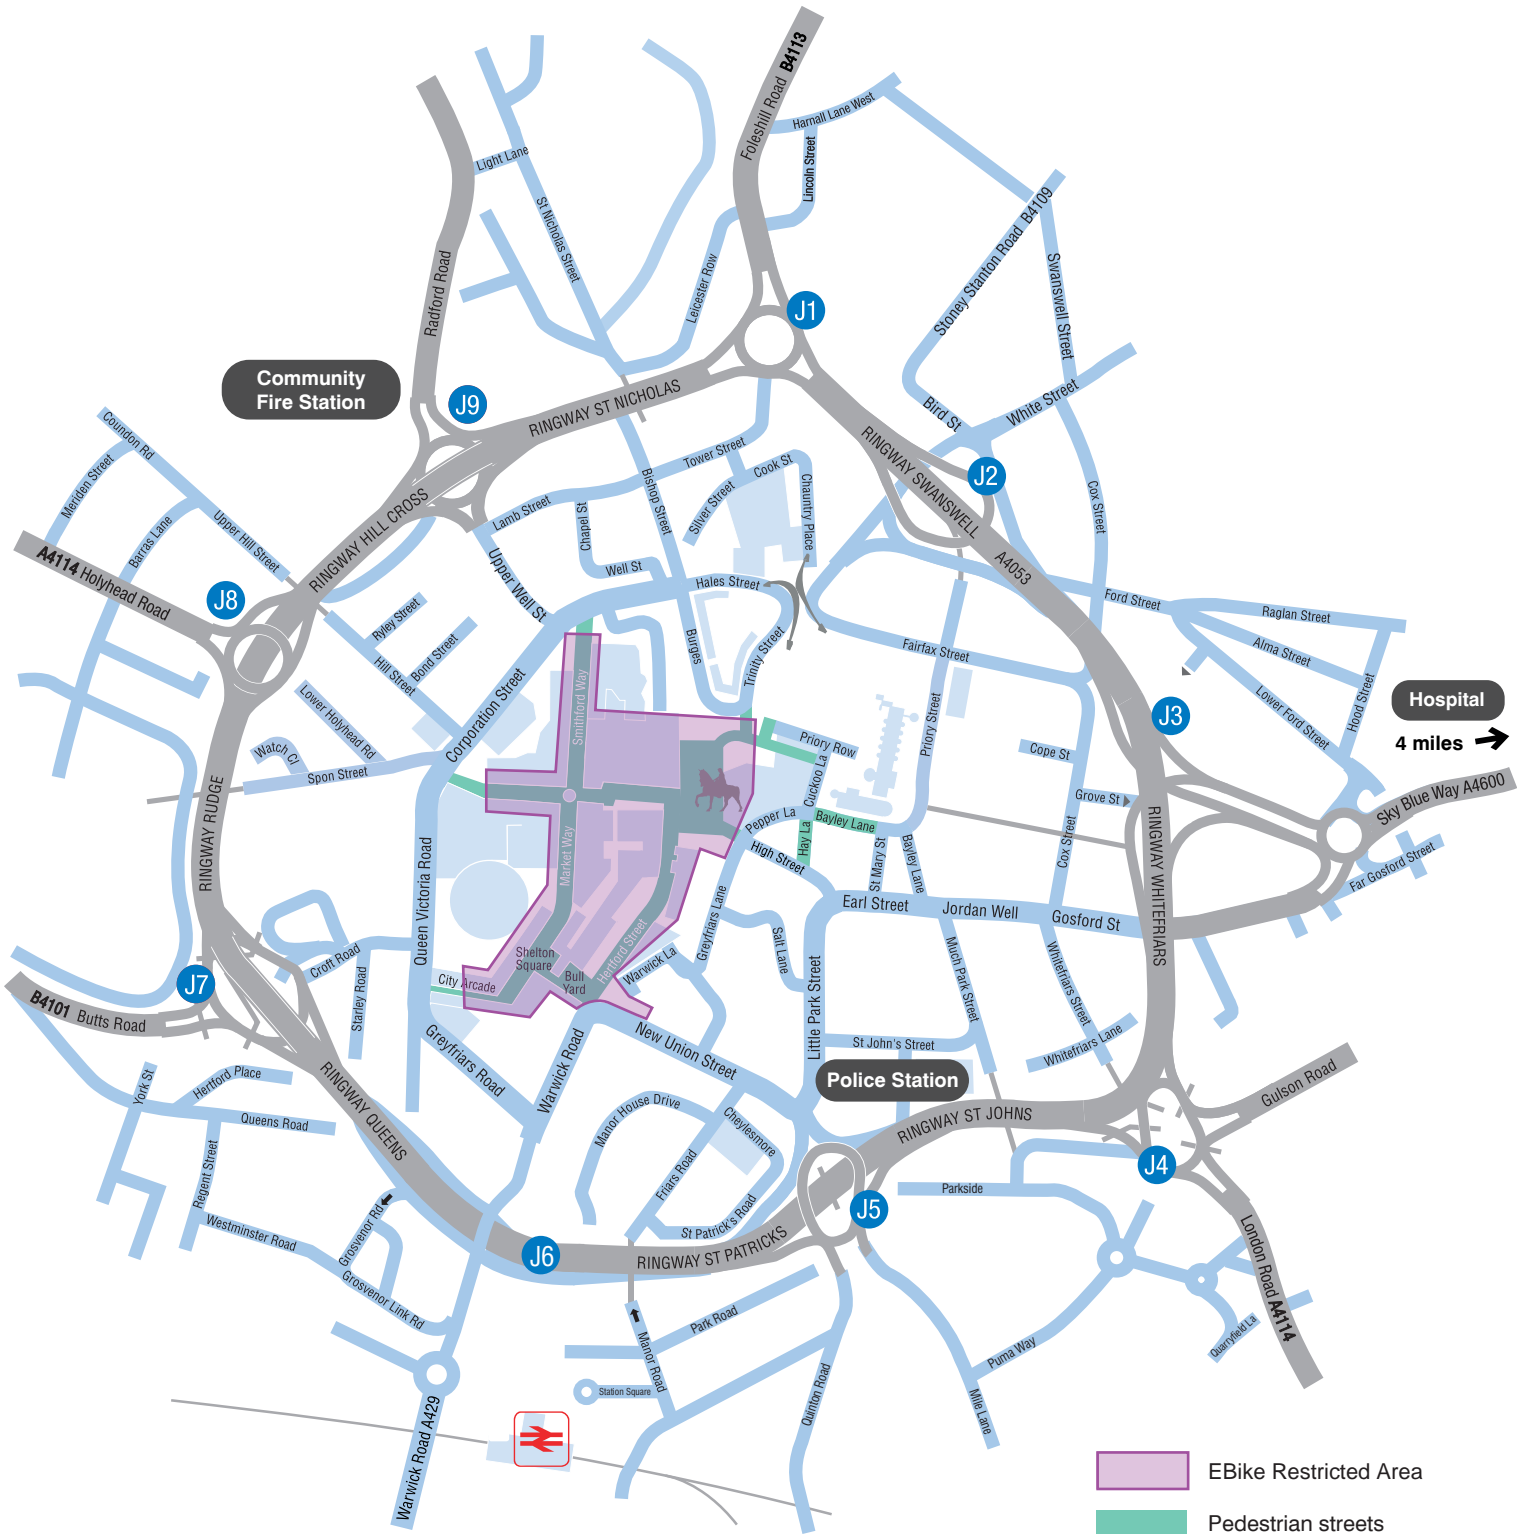 Foleshill Road B4113
Harnall Lane West
Lincoln Street
Light Lane
St Nicholas Street
Leicester Row
Radford Road
Stoney Stanton Road B4109
Swanswell Street
J1
Community
Fire Station
J9
RINGWAY ST NICHOLAS
Bird St
White Street
Coundon Rd
Meriden Street
Barras Lane
Upper Hill Street
Tower Street
Cook St
Silver Street
Chauntry Place
Bishop Street
RINGWAY SWANSWELL
J2
Cox Street
A4053
RINGWAY HILL CROSS
Lamb Street
Chapel St
Well St
Upper Well St
Hales Street
A4114 Holyhead Road
J8
Ryley Street
Bond Street
Hill Street
Lower Holyhead Rd
Watch Cl
Spon Street
Corporation Street
Burges
Trinity Street
Smithford Way
Fairfax Street
Priory Street
Ford Street
Raglan Street
Alma Street
Lower Ford Street
Hood Street
Hospital
4 miles
J3
Sky Blue Way A4600
Far Gosford Street
Priory Row
Cuckoo La
Cope St
Grove St
Cox Street
Pepper La
Bayley Lane
Hay La
High Street
St Mary St
Bayley Lane
RINGWAY RUDGE
Queen Victoria Road
Market Way
RINGWAY WHITEFRIARS
Earl Street
Jordan Well
Gosford St
Greyfriars Lane
Salt Lane
Hertford Street
Shelton
Square
Bull
Yard
Warwick La
City Arcade
Croft Road
Starley Road
J7
B4101 Butts Road
Much Park Street
Whitefriars Street
Little Park Street
Whitefriars Lane
St John's Street
New Union Street
Greyfriars Road
Warwick Road
Police Station
Gulson Road
York St
Hertford Place
Queens Road
RINGWAY QUEENS
Manor House Drive
Cheylesmore
RINGWAY ST JOHNS
J4
Regent Street
Westminster Road
Grosvenor Rd
Grosvenor Link Rd
Friars Road
St Patrick's Road
J5
Parkside
J6
RINGWAY ST PATRICKS
London Road A4114
Quarryfield La
Puma Way
Park Road
Manor Road
Station Square
Quinton Road
Mile Lane
Warwick Road A429
EBike Restricted Area
Pedestrian streets